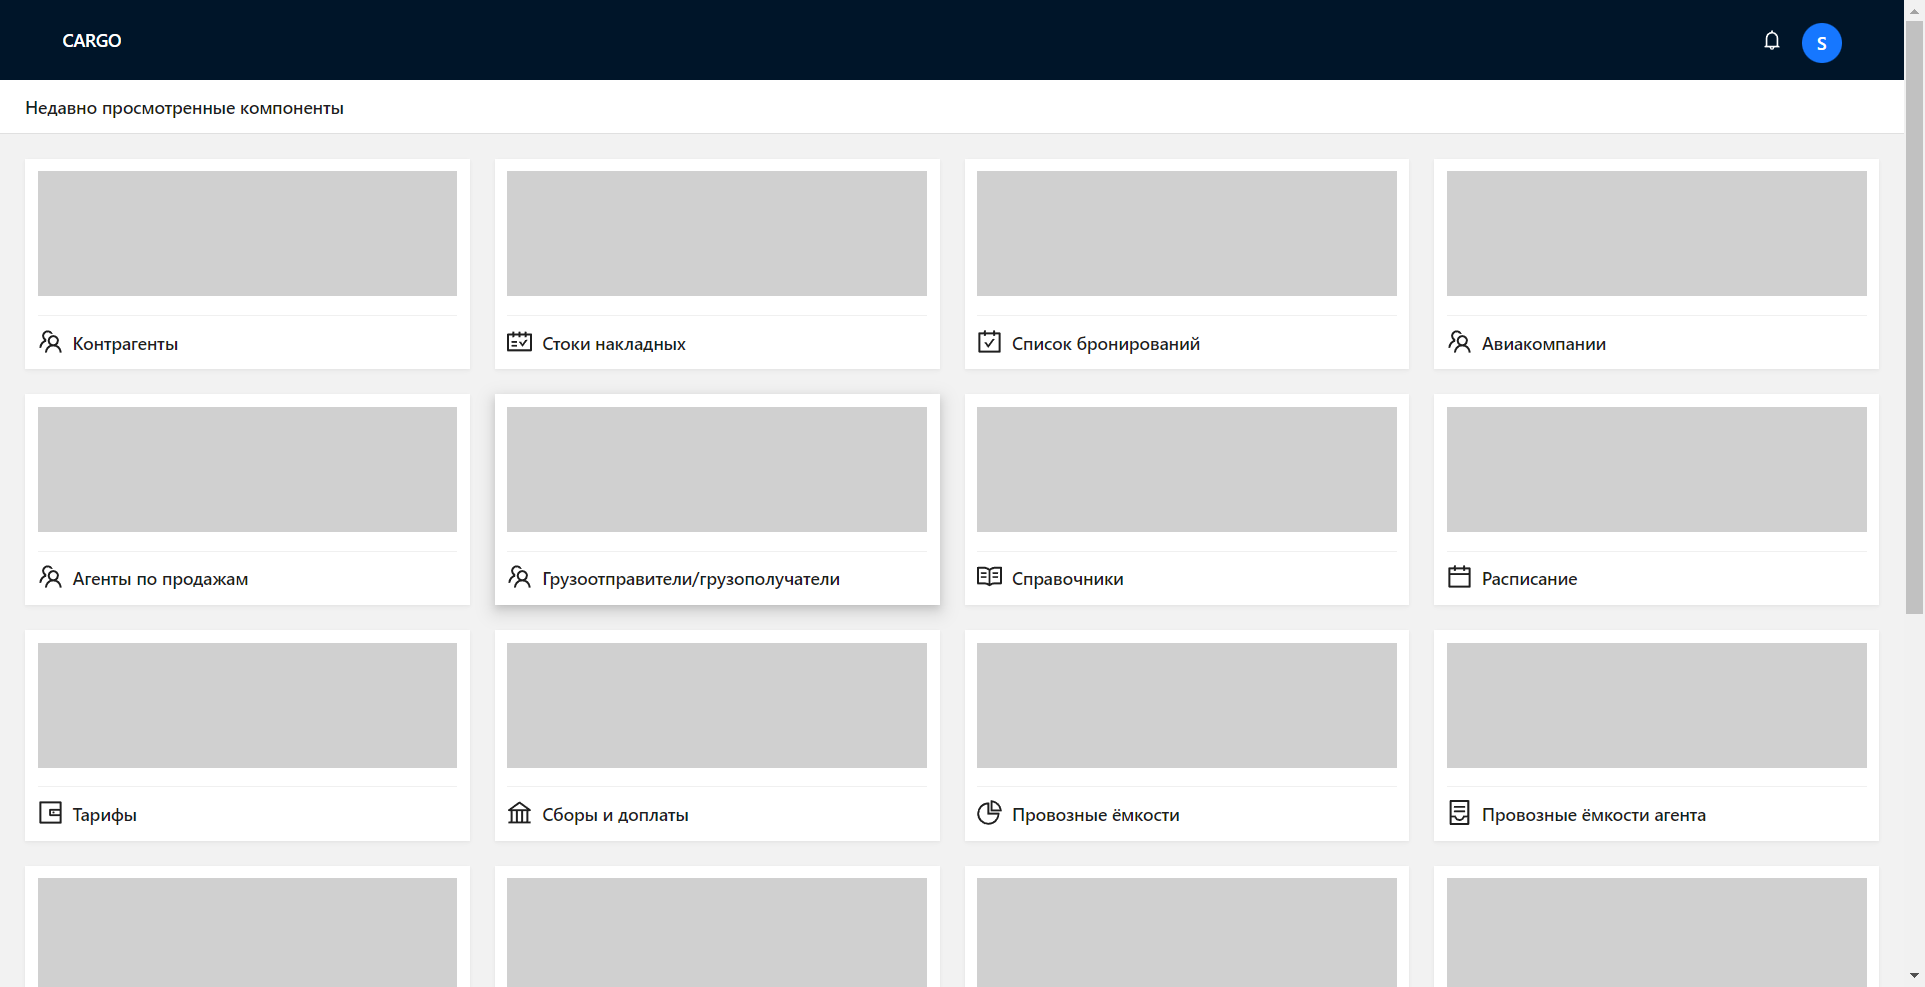 CARGO
S
Недавно просмотренные компоненты
Контрагенты
Стоки накладных
Список бронирований
Авиакомпании
Агенты по продажам
Грузоотправители/грузополучатели
Справочники
Расписание
Тарифы
Сборы и доплаты
Провозные ёмкости
Провозные ёмкости агента